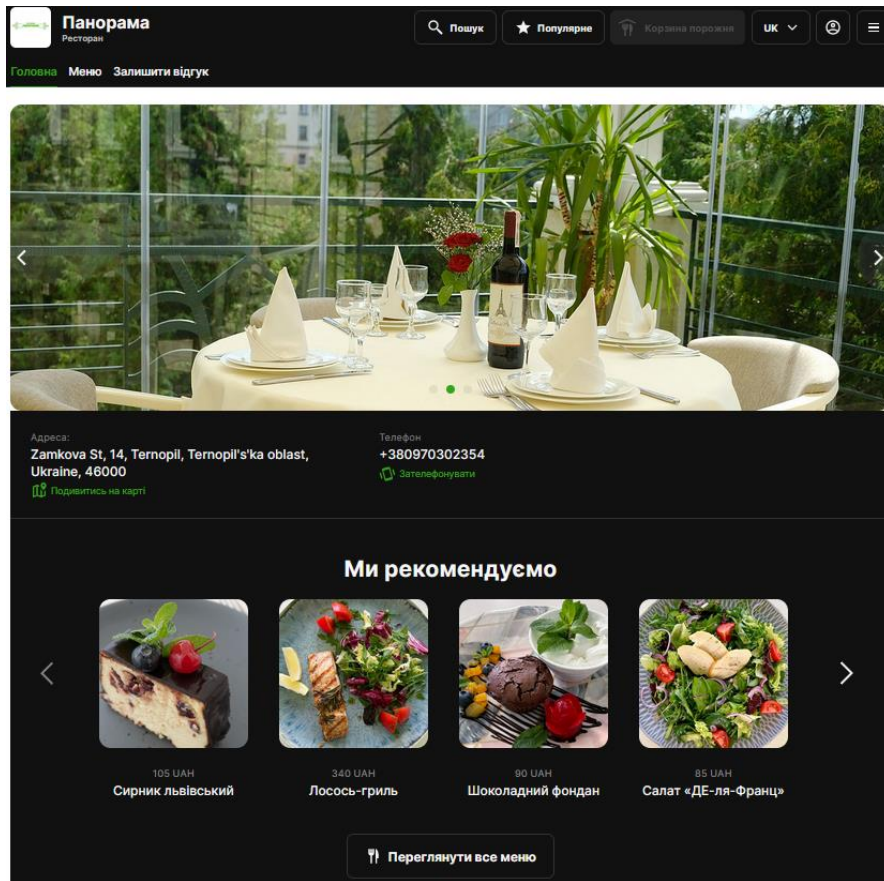 Панорама
Ресторан
Пошук
Популярне
Корзина порожня
UK
Головна
Меню
Залишити відгук
Адреса:
Zamkova St, 14, Ternopil, Ternopil's'ka oblast,
Ukraine, 46000
Подивитись на карті
Телефон
+380970302354
Зателефонувати
Ми рекомендуємо
105 UAH
Сирник львівський
340 UAH
Лосось-гриль
90 UAH
Шоколадний фондан
85 UAH
Салат «ДЕ-ля-Франц»
Переглянути все меню